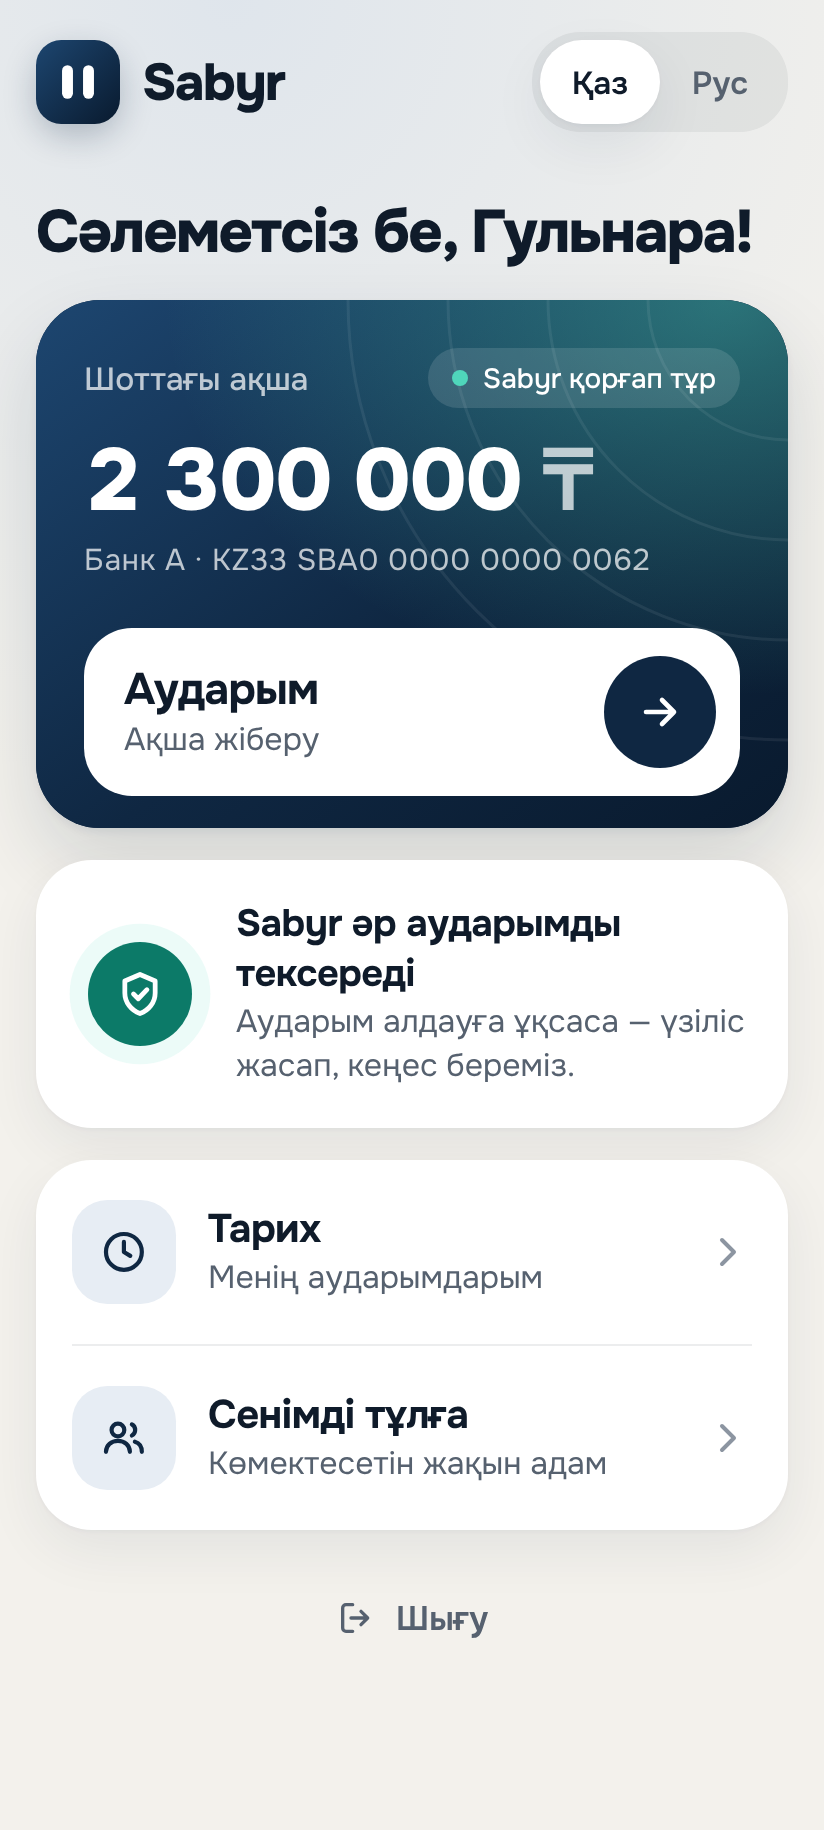 Sabyr
Қаз
Рус
Сәлеметсіз бе, Гульнара!
Шоттағы ақша
Sabyr қорғап тұр
2 300 000 ₸
Банк А · KZ33 SBA0 0000 0000 0062
Аударым
Ақша жіберу
Sabyr әр аударымды
тексереді
Аударым алдауға ұқсаса — үзіліс
жасап, кеңес береміз.
Тарих
Менің аударымдарым
Сенімді тұлға
Көмектесетін жақын адам
Шығу